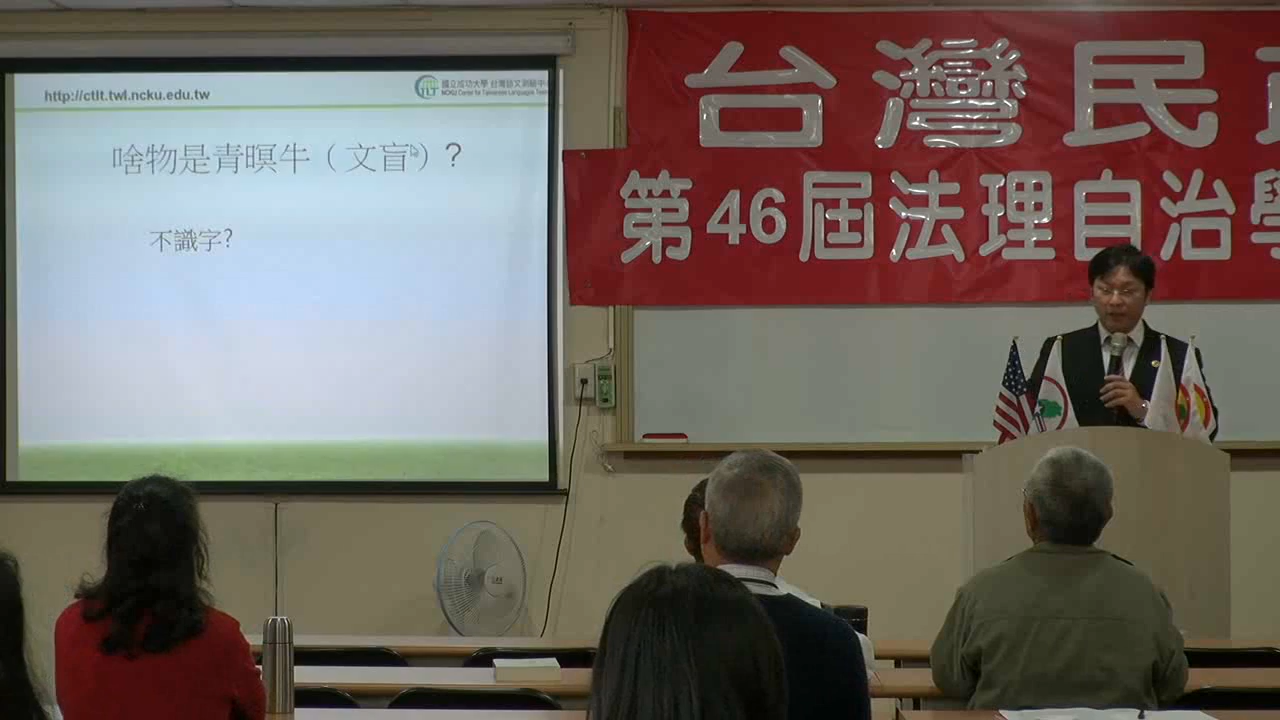 http://ctlt.twl.ncku.edu.tw
國立成功大學 台灣語文測驗中心
NCKU Center for Taiwanese Languages Testing
啥物是青暝牛（文盲）?
不識字?
台灣民
第46屆法理自治學